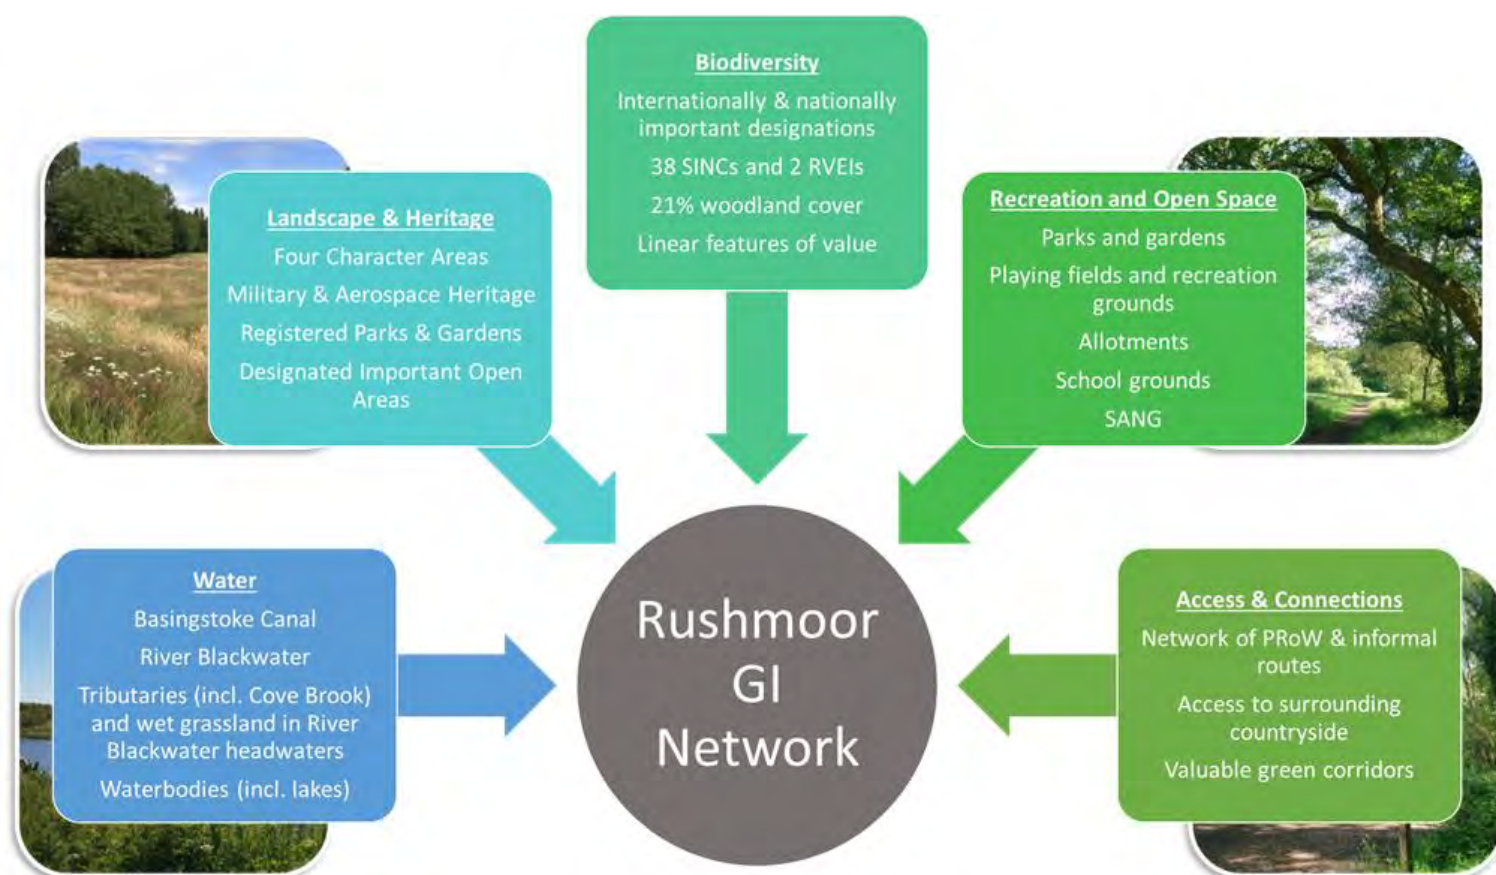 Biodiversity
Internationally & nationally
important designations
38 SINCs and 2 RVEIs
21% woodland cover
Linear features of value
Landscape & Heritage
Four Character Areas
Military & Aerospace Heritage
Registered Parks & Gardens
Designated Important Open
Areas
Recreation and Open Space
Parks and gardens
Playing fields and recreation
grounds
Allotments
School grounds
SANG
Water
Basingstoke Canal
River Blackwater
Tributaries (incl. Cove Brook)
and wet grassland in River
Blackwater headwaters
Waterbodies (incl. lakes)
Rushmoor
GI
Network
Access & Connections
Network of PRoW & informal
routes
Access to surrounding
countryside
Valuable green corridors